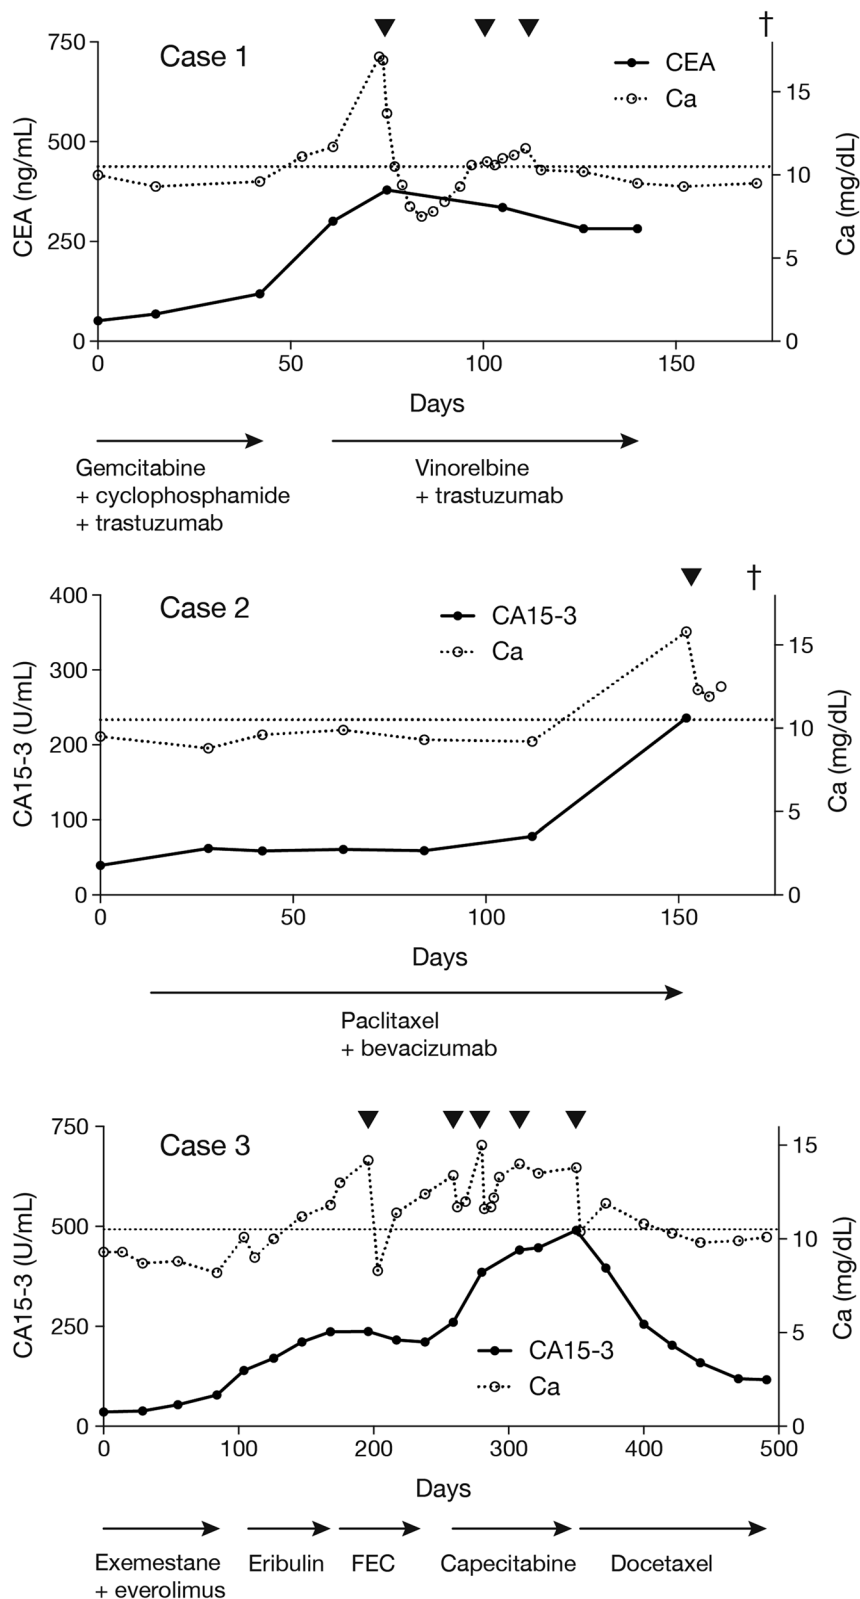 Case 1
CEA
Ca
750
500
250
0
CEA (ng/mL)
15
10
5
0
Ca (mg/dL)
0 50 100 150
Days
Gemcitabine
+ cyclophosphamide
+ trastuzumab
Vinorelbine
+ trastuzumab
†
Case 2
CA15-3
Ca
400
300
200
100
0
CA15-3 (U/mL)
15
10
5
0
Ca (mg/dL)
0 50 100 150
Days
Paclitaxel
+ bevacizumab
†
Case 3
750
500
250
0
CA15-3 (U/mL)
CA15-3
Ca
15
10
5
0
Ca (mg/dL)
0 100 200 300 400 500
Days
Exemestane
+ everolimus
Eribulin
FEC
Capecitabine
Docetaxel